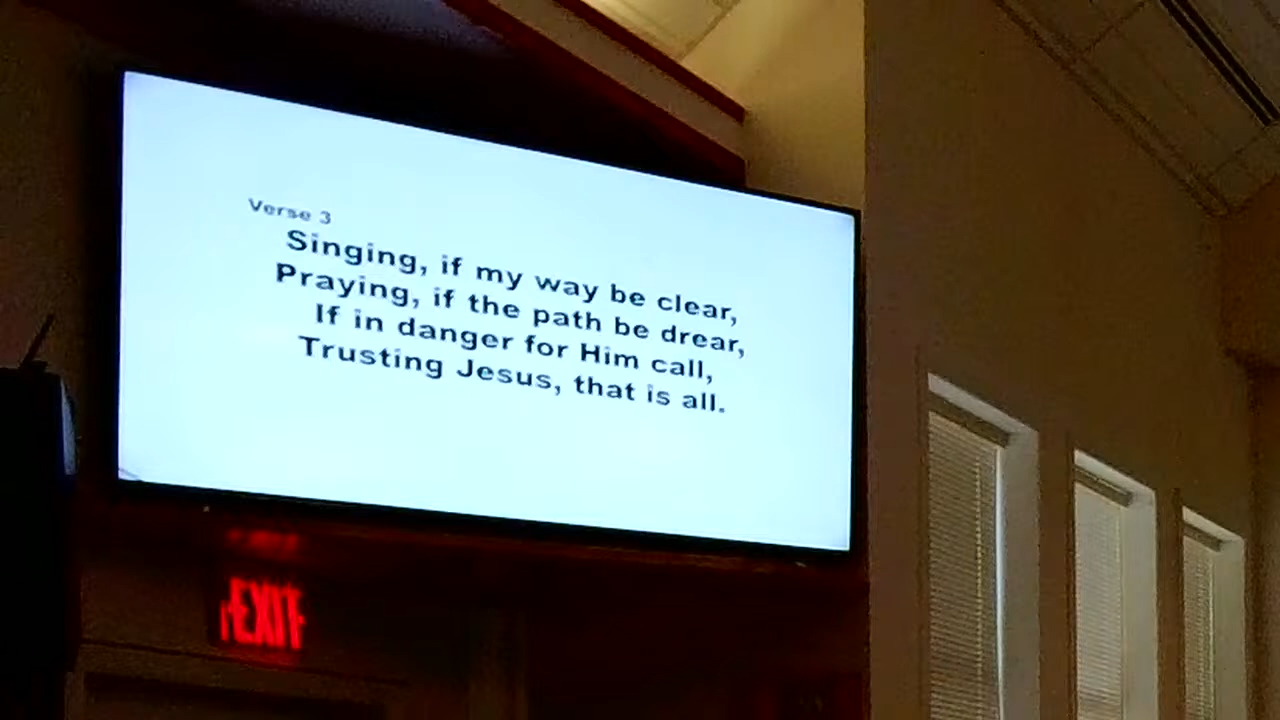 Verse 3
Singing, if my way be clear,
Praying, if the path be drear,
If in danger for Him call,
Trusting Jesus, that is all.
EXIT